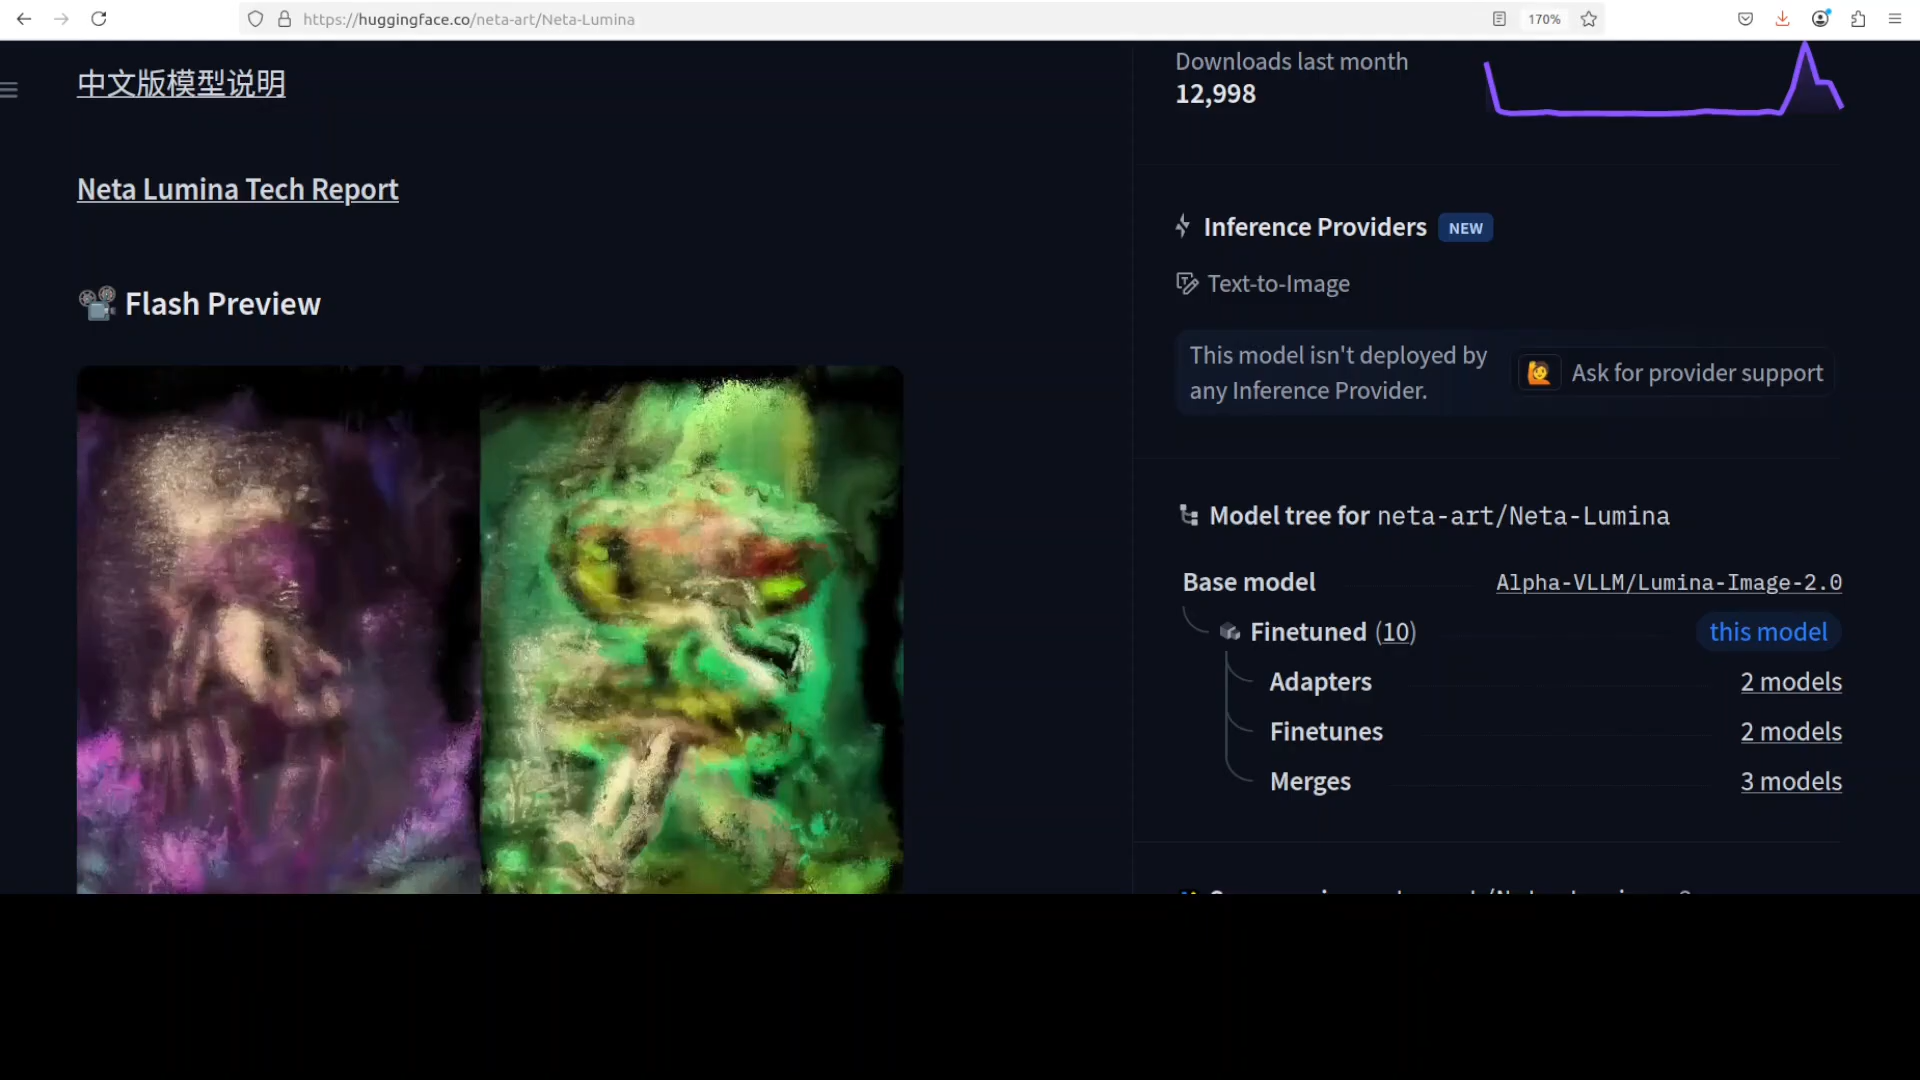 https://huggingface.co/neta-art/Neta-Lumina
170%
中文版模型说明
Neta Lumina Tech Report
Flash Preview
Downloads last month
12,998
Inference Providers NEW
Text-to-Image
This model isn't deployed by
any Inference Provider.
Ask for provider support
Model tree for neta-art/Neta-Lumina
Base model Alpha-VLLM/Lumina-Image-2.0
Finetuned (10) this model
Adapters 2 models
Finetunes 2 models
Merges 3 models